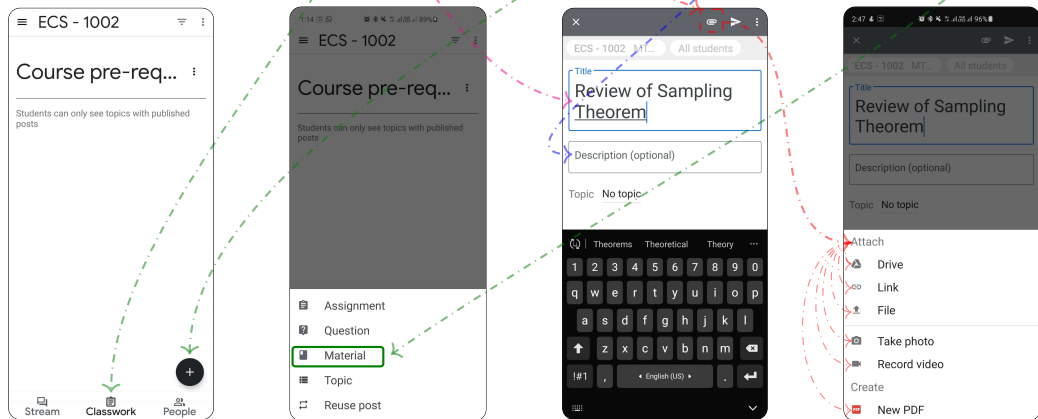 ECS - 1002
Course pre-req...
Students can only see topics with published
posts
Stream
Classwork
People
1:14
89%
ECS - 1002
Course pre-req...
Students can only see topics with published
posts
Assignment
Question
Material
Topic
Reuse post
ECS - 1002 MT...
All students
Title
Review of Sampling
Theorem
Description (optional)
Topic No topic
Theorems Theoretical Theory ...
1 2 3 4 5 6 7 8 9 0
q w e r t y u i o p
a s d f g h j k l
z x c v b n m
!#1 , English (US) .
2:47
96%
ECS - 1002 MT...
All students
Title
Review of Sampling
Theorem
Description (optional)
Topic No topic
Attach
Drive
Link
File
Take photo
Record video
Create
PDF New PDF